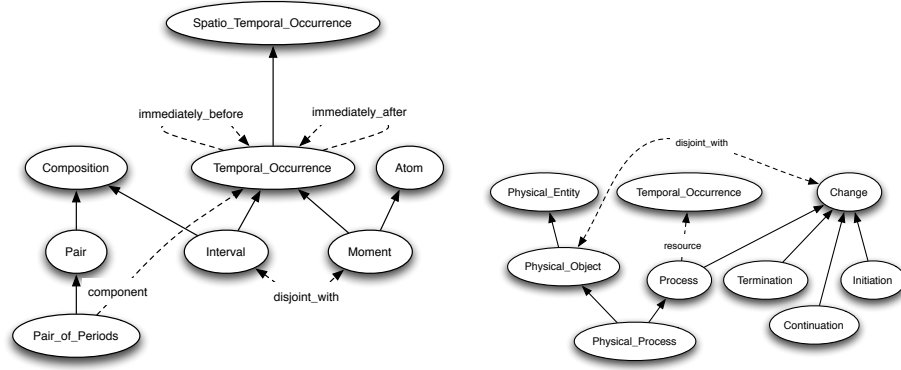 Spatio_Temporal_Occurrence
immediately_before
immediately_after
Composition
Temporal_Occurrence
Atom
Pair
Interval
Moment
component
disjoint_with
Pair_of_Periods
disjoint_with
Physical_Entity
Temporal_Occurrence
Change
resource
Physical_Object
Process
Termination
Initiation
Continuation
Physical_Process